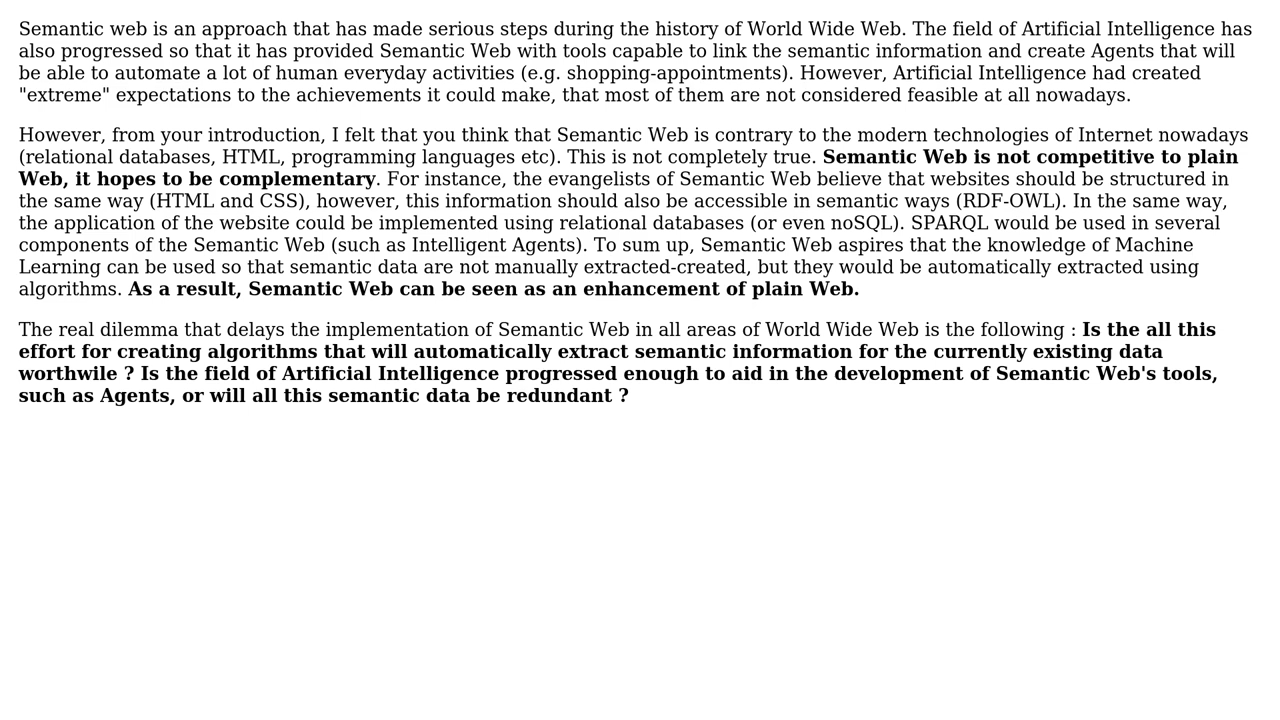 Semantic web is an approach that has made serious steps during the history of World Wide Web. The field of Artificial Intelligence has
also progressed so that it has provided Semantic Web with tools capable to link the semantic information and create Agents that will
be able to automate a lot of human everyday activities (e.g. shopping-appointments). However, Artificial Intelligence had created
"extreme" expectations to the achievements it could make, that most of them are not considered feasible at all nowadays.
However, from your introduction, I felt that you think that Semantic Web is contrary to the modern technologies of Internet nowadays
(relational databases, HTML, programming languages etc). This is not completely true. Semantic Web is not competitive to plain
Web, it hopes to be complementary. For instance, the evangelists of Semantic Web believe that websites should be structured in
the same way (HTML and CSS), however, this information should also be accessible in semantic ways (RDF-OWL). In the same way,
the application of the website could be implemented using relational databases (or even noSQL). SPARQL would be used in several
components of the Semantic Web (such as Intelligent Agents). To sum up, Semantic Web aspires that the knowledge of Machine
Learning can be used so that semantic data are not manually extracted-created, but they would be automatically extracted using
algorithms. As a result, Semantic Web can be seen as an enhancement of plain Web.
The real dilemma that delays the implementation of Semantic Web in all areas of World Wide Web is the following : Is the all this
effort for creating algorithms that will automatically extract semantic information for the currently existing data
worthwile ? Is the field of Artificial Intelligence progressed enough to aid in the development of Semantic Web's tools,
such as Agents, or will all this semantic data be redundant ?